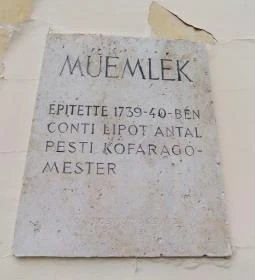 MŰEMLÉK
ÉPITETTE 1739-40-BEN
CONTI LIPÓT ANTAL
PESTI KŐFARAGÓ-
MESTER